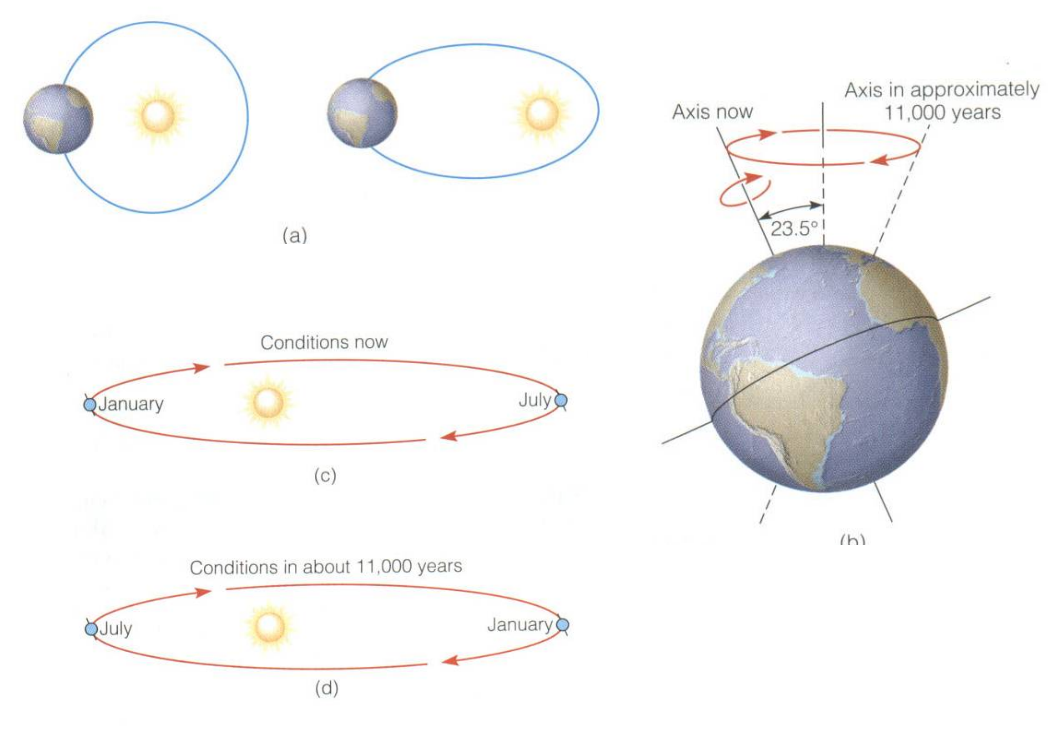 (a)
Axis now
Axis in approximately
11,000 years
23.5°
(b)
Conditions now
January
July
(c)
Conditions in about 11,000 years
July
January
(d)